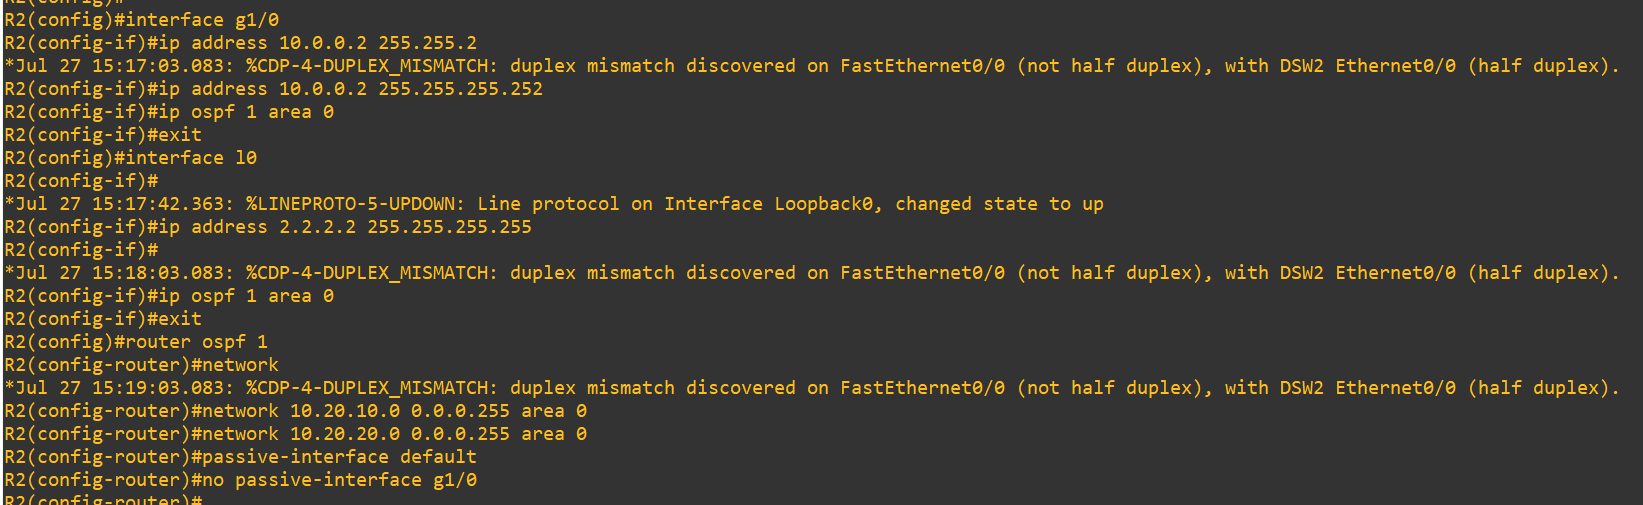 R2(config)#
R2(config)#interface g1/0
R2(config-if)#ip address 10.0.0.2 255.255.2
*Jul 27 15:17:03.083: %CDP-4-DUPLEX_MISMATCH: duplex mismatch discovered on FastEthernet0/0 (not half duplex), with DSW2 Ethernet0/0 (half duplex).
R2(config-if)#ip address 10.0.0.2 255.255.255.252
R2(config-if)#ip ospf 1 area 0
R2(config-if)#exit
R2(config)#interface l0
R2(config-if)#
*Jul 27 15:17:42.363: %LINEPROTO-5-UPDOWN: Line protocol on Interface Loopback0, changed state to up
R2(config-if)#ip address 2.2.2.2 255.255.255.255
R2(config-if)#
*Jul 27 15:18:03.083: %CDP-4-DUPLEX_MISMATCH: duplex mismatch discovered on FastEthernet0/0 (not half duplex), with DSW2 Ethernet0/0 (half duplex).
R2(config-if)#ip ospf 1 area 0
R2(config-if)#exit
R2(config)#router ospf 1
R2(config-router)#network
*Jul 27 15:19:03.083: %CDP-4-DUPLEX_MISMATCH: duplex mismatch discovered on FastEthernet0/0 (not half duplex), with DSW2 Ethernet0/0 (half duplex).
R2(config-router)#network 10.20.10.0 0.0.0.255 area 0
R2(config-router)#network 10.20.20.0 0.0.0.255 area 0
R2(config-router)#passive-interface default
R2(config-router)#no passive-interface g1/0
R2(config-router)#